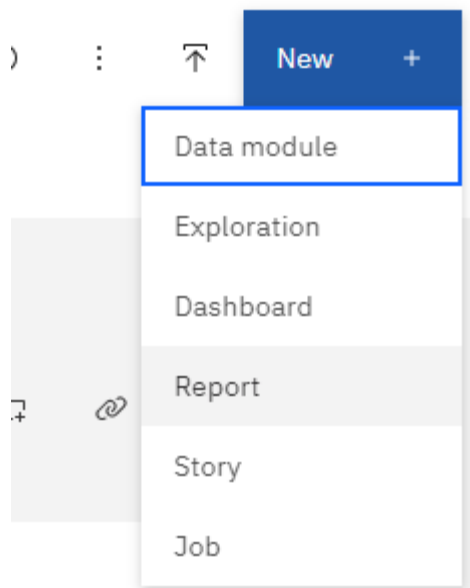 New +
Data module
Exploration
Dashboard
Report
Story
Job